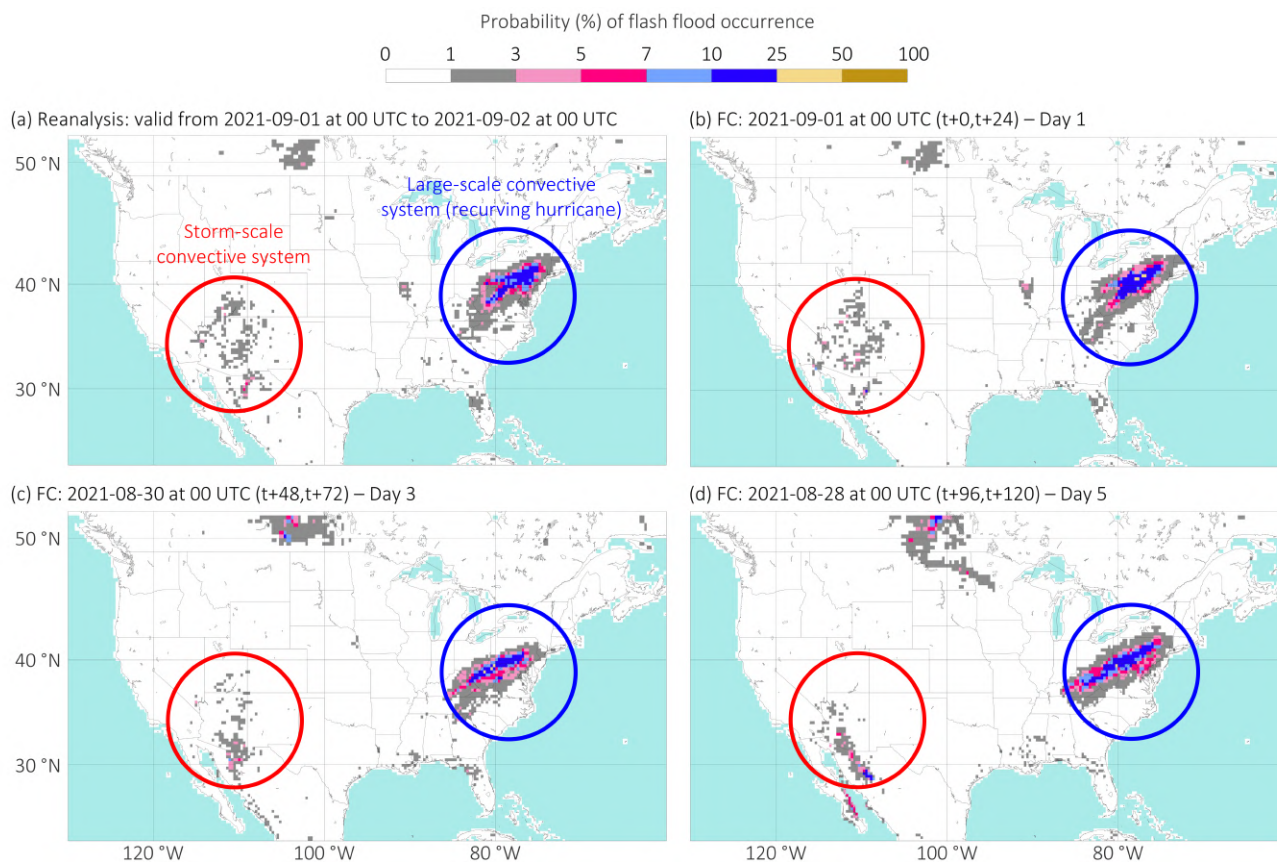 Probability (%) of flash flood occurrence
0 1 3 5 7 10 25 50 100
(a) Reanalysis: valid from 2021-09-01 at 00 UTC to 2021-09-02 at 00 UTC
(b) FC: 2021-09-01 at 00 UTC (t+0,t+24) – Day 1
50 °N
Large-scale convective
system (recurving hurricane)
Storm-scale
convective system
40 °N
30 °N
120 °W 100 °W 80 °W
(c) FC: 2021-08-30 at 00 UTC (t+48,t+72) – Day 3
(d) FC: 2021-08-28 at 00 UTC (t+96,t+120) – Day 5
50 °N
40 °N
30 °N
120 °W 100 °W 80 °W 120 °W 100 °W 80 °W